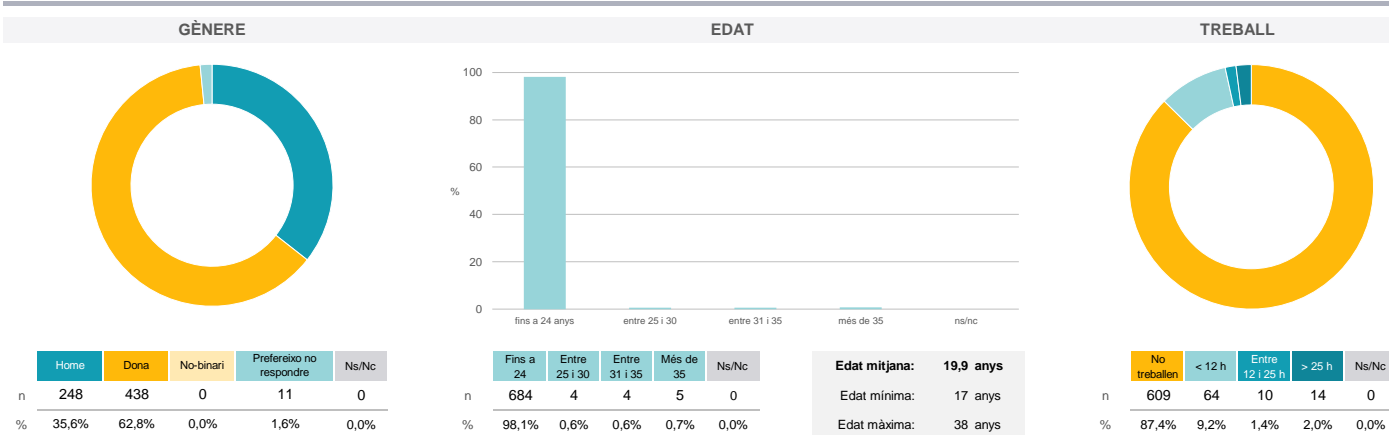 GÈNERE
EDAT
TREBALL
100
80
60
%
40
20
0
fins a 24 anys entre 25 i 30 entre 31 i 35 més de 35 ns/nc
Home Dona No-binari Prefereixo no respondre Ns/Nc
n 248 438 0 11 0
% 35,6% 62,8% 0,0% 1,6% 0,0%
Fins a 24 Entre 25 i 30 Entre 31 i 35 Més de 35 Ns/Nc
684 4 4 5 0
98,1% 0,6% 0,6% 0,7% 0,0%
n
%
Edat mitjana: 19,9 anys
Edat mínima: 17 anys
Edat màxima: 38 anys
No treballen < 12 h Entre 12 i 25 h > 25 h Ns/Nc
n 609 64 10 14 0
% 87,4% 9,2% 1,4% 2,0% 0,0%